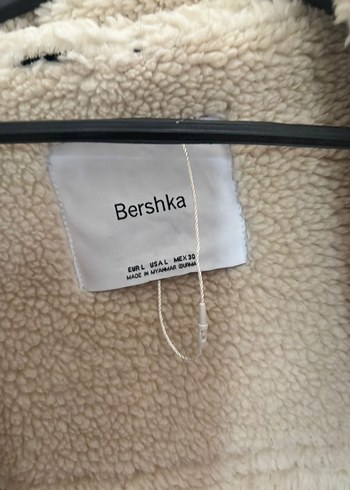 Bershka
EUR L USA L MEX 30
MADE IN MYANMAR (BURMA)